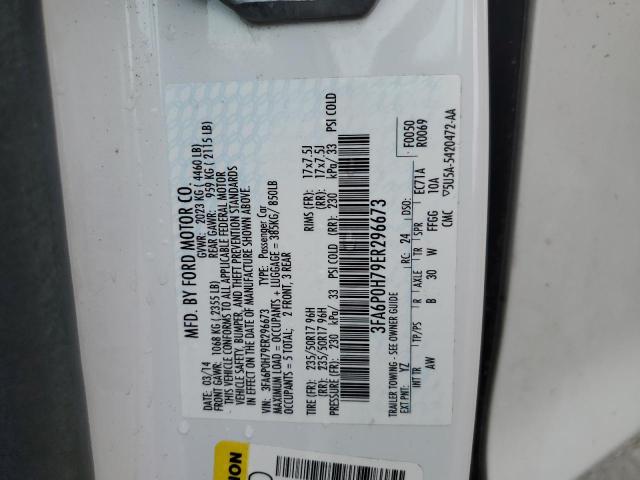 MFD. BY FORD MOTOR CO.
DATE: 03/14 GVWR: 2023 KG ( 4460 LB)
FRONT GAWR: 1068 KG ( 2355 LB) REAR GAWR: 959 KG ( 2115 LB)
THIS VEHICLE CONFORMS TO ALL APPLICABLE FEDERAL MOTOR
VEHICLE SAFETY, BUMPER, AND THEFT PREVENTION STANDARDS
IN EFFECT ON THE DATE OF MANUFACTURE SHOWN ABOVE.
VIN: 3FA6P0H79ER296673 Passenger Car
MAXIMUM LOAD= OCCUPANTS + LUGGAGE = 385KG/ 850LB
OCCUPANTS = 5 TOTAL: 2 FRONT, 3 REAR
TIRE (FR): 235/50R17 96H RIMS (FR): 17x7.5J
(RR): 235/50R17 96H (RR): 17x7.5J
PRESSURE (FR): 230 kPa/ 33 PSI COLD (RR): 230 kPa/ 33 PSI COLD
3FA6P0H79ER296673
TRAILER TOWING - SEE OWNER GUIDE F0050
EXT PNT: YZ RC: 24 DSO: R0069
INT TR TP/PS R AXLE TR SPR EC71A
AW B 30 W FFGG 10A
CMC ▽5U5A-5420472-AA